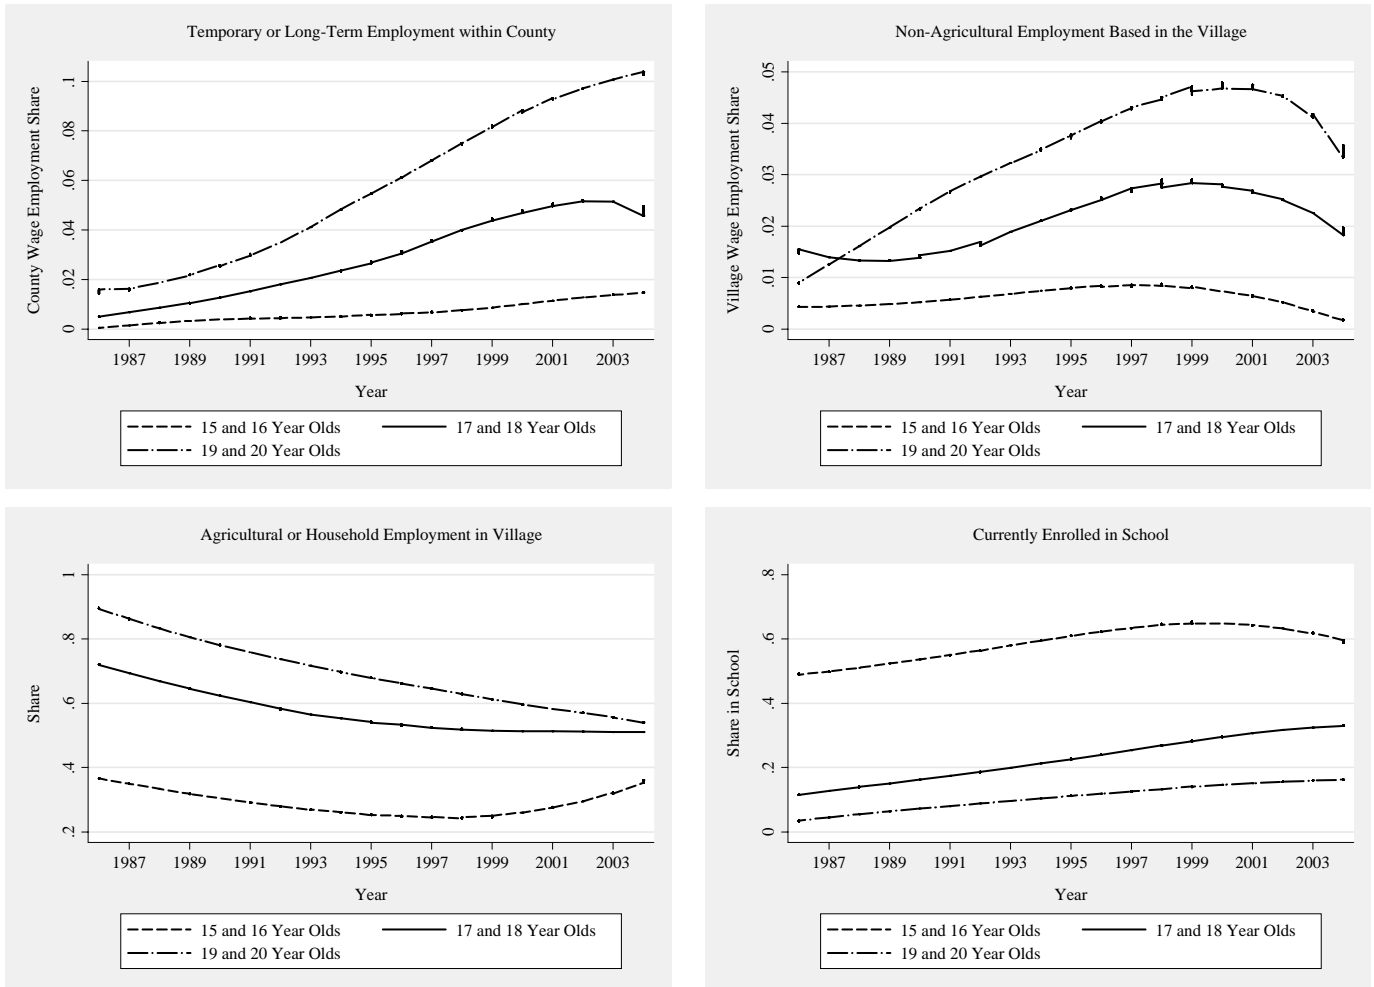 Temporary or Long-Term Employment within County
County Wage Employment Share
.1
.08
.06
.04
.02
0
1987 1989 1991 1993 1995 1997 1999 2001 2003
Year
15 and 16 Year Olds 17 and 18 Year Olds
19 and 20 Year Olds
Non-Agricultural Employment Based in the Village
Village Wage Employment Share
.05
.04
.03
.02
.01
0
1987 1989 1991 1993 1995 1997 1999 2001 2003
Year
15 and 16 Year Olds 17 and 18 Year Olds
19 and 20 Year Olds
Agricultural or Household Employment in Village
Share
1
.8
.6
.4
.2
1987 1989 1991 1993 1995 1997 1999 2001 2003
Year
15 and 16 Year Olds 17 and 18 Year Olds
19 and 20 Year Olds
Currently Enrolled in School
Share in School
.8
.6
.4
.2
0
1987 1989 1991 1993 1995 1997 1999 2001 2003
Year
15 and 16 Year Olds 17 and 18 Year Olds
19 and 20 Year Olds